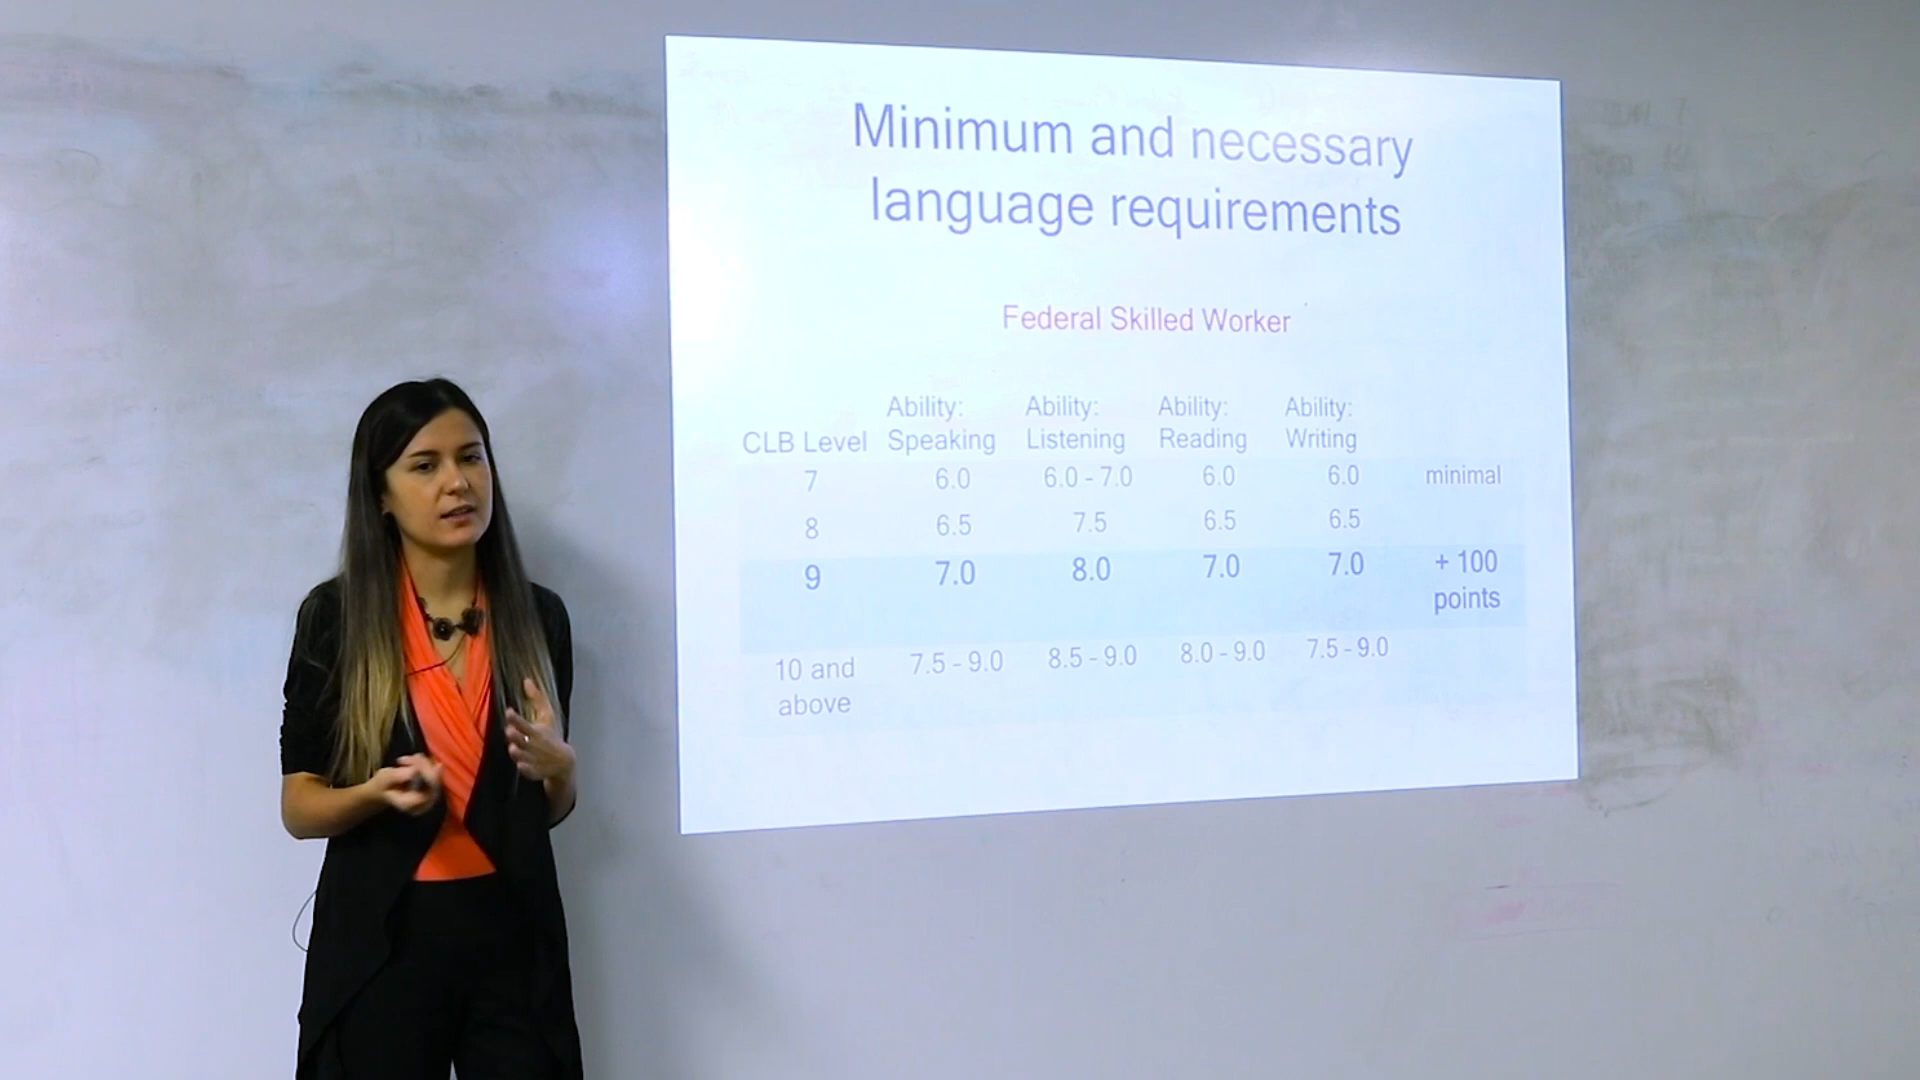 Minimum and necessary
language requirements
Federal Skilled Worker
CLB Level Ability: Speaking Ability: Listening Ability: Reading Ability: Writing
7 6.0 6.0 - 7.0 6.0 6.0 minimal
8 6.5 7.5 6.5 6.5
9 7.0 8.0 7.0 7.0 + 100 points
10 and above 7.5 - 9.0 8.5 - 9.0 8.0 - 9.0 7.5 - 9.0